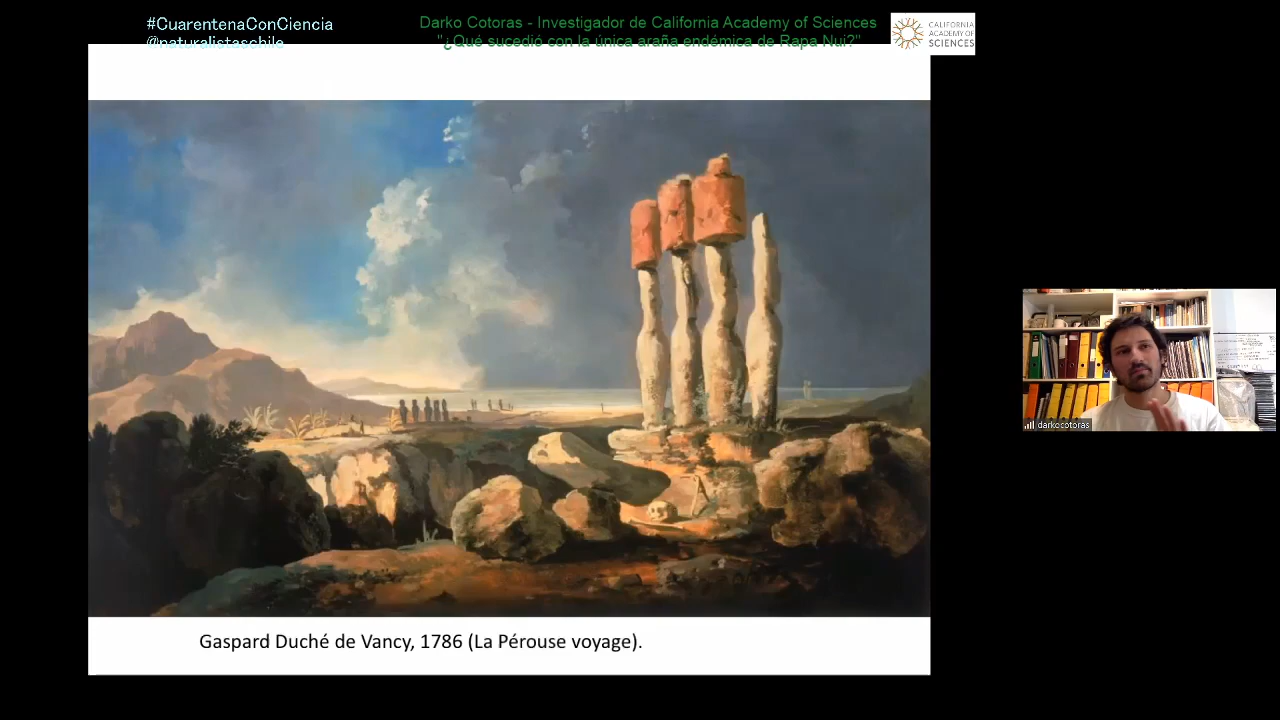 #CuarentenaConCiencia
@naturalistaschile
Darko Cotoras - Investigador de California Academy of Sciences
"¿Qué sucedió con la única araña endémica de Rapa Nui?"
CALIFORNIA
ACADEMY OF
SCIENCES
Gaspard Duché de Vancy, 1786 (La Pérouse voyage).
darkocotoras